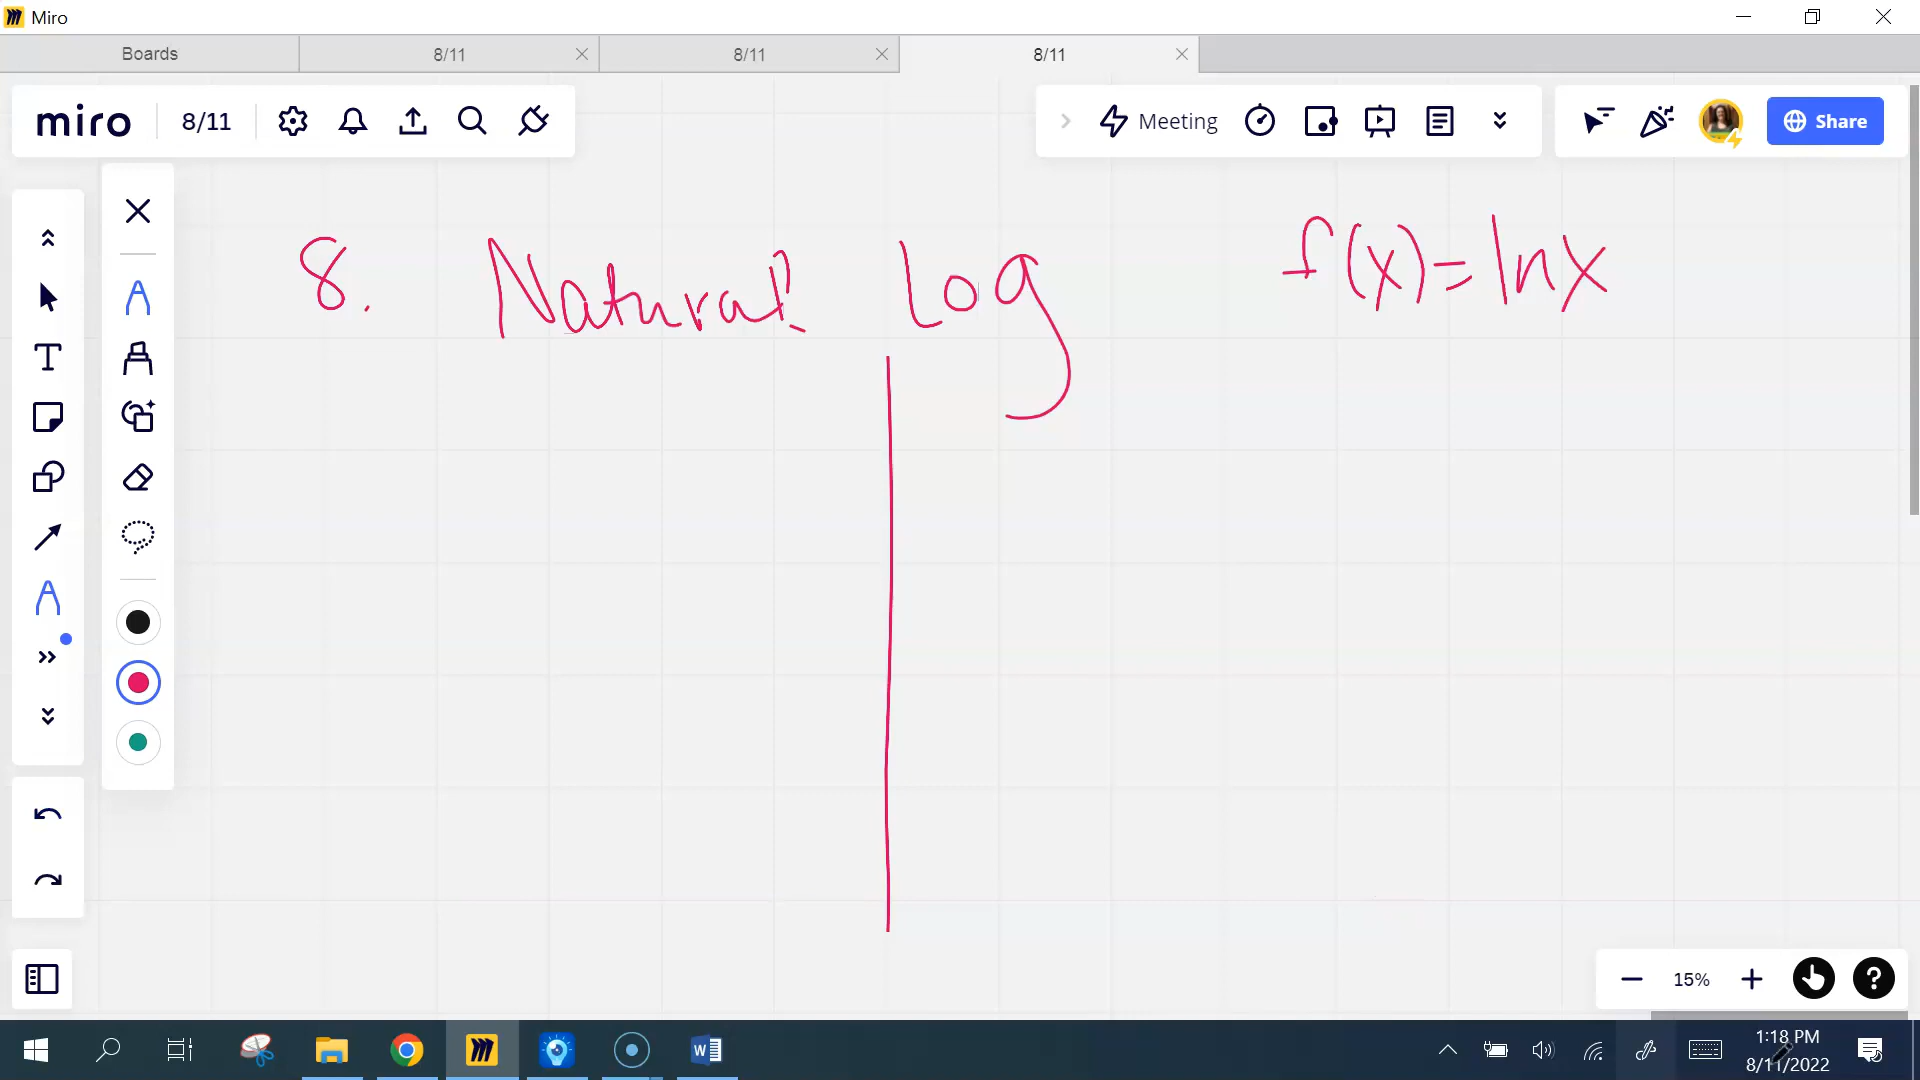 Miro
Boards 8/11 8/11 8/11
miro 8/11 Meeting Share
8. Natural Log f(x)=lnx
15%
1:18 PM
8/11/2022